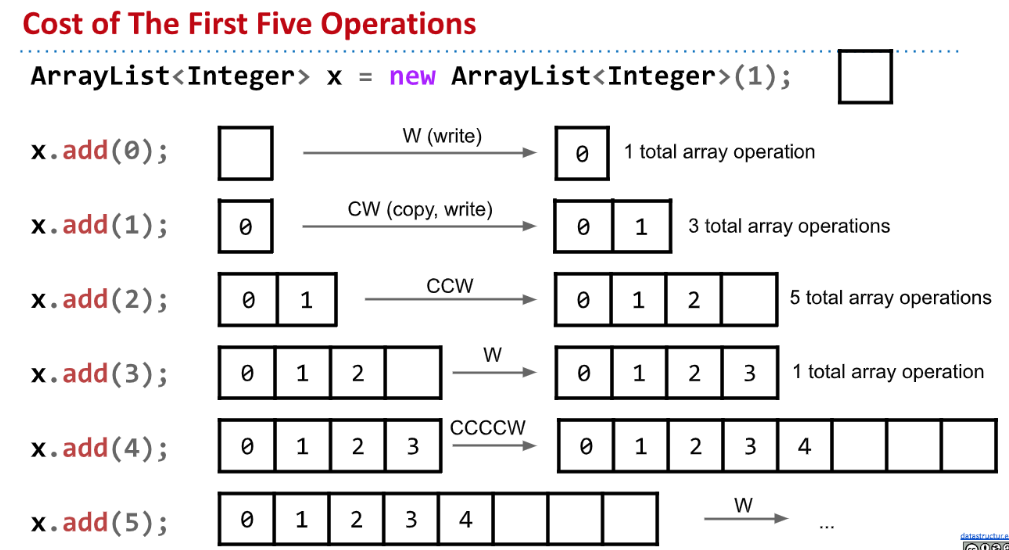 Cost of The First Five Operations
ArrayList<Integer> x = new ArrayList<Integer>(1);
x.add(0); W (write) 0 1 total array operation
x.add(1); 0 CW (copy, write) 0 1 3 total array operations
x.add(2); 0 1 CCW 0 1 2 5 total array operations
x.add(3); 0 1 2 W 0 1 2 3 1 total array operation
x.add(4); 0 1 2 3 CCCCW 0 1 2 3 4
x.add(5); 0 1 2 3 4 W ...
datastructur.e